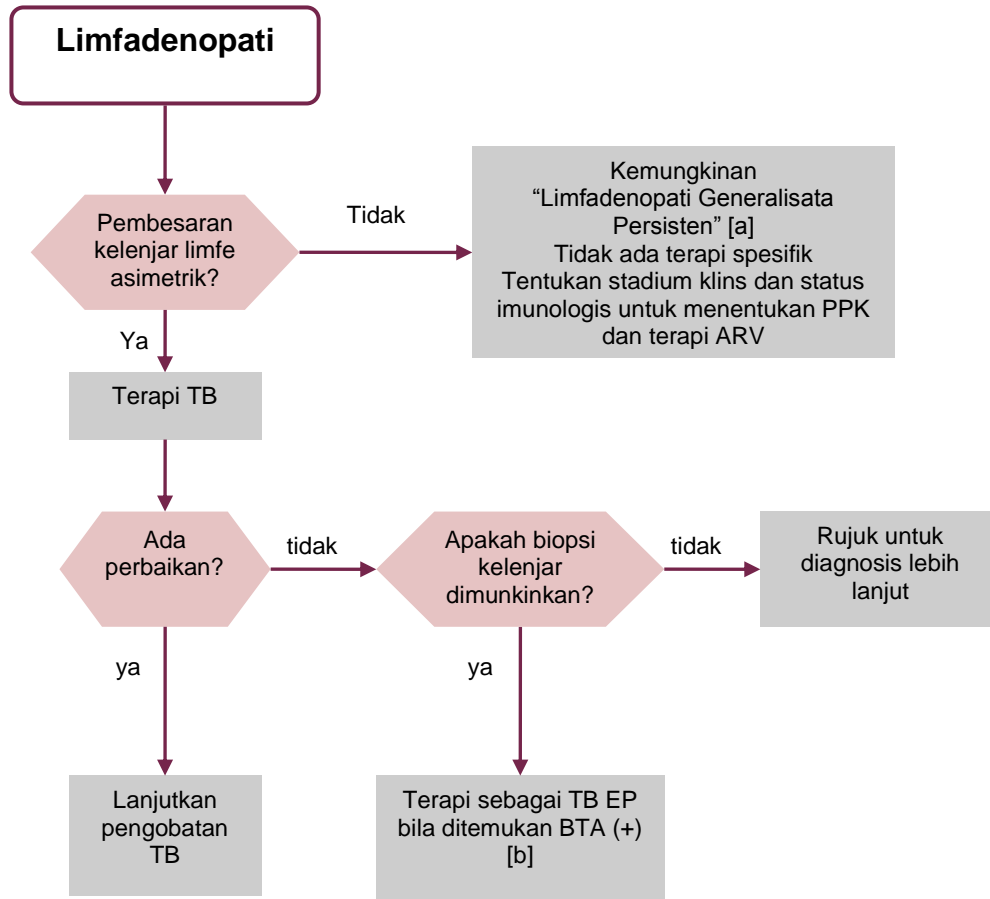 Limfadenopati
Pembesaran
kelenjar limfe
asimetrik?
Tidak
Kemungkinan
“Limfadenopati Generalisata
Persisten” [a]
Tidak ada terapi spesifik
Tentukan stadium klins dan status
imunologis untuk menentukan PPK
dan terapi ARV
Ya
Terapi TB
Ada
perbaikan?
tidak
Apakah biopsi
kelenjar
dimunkinkan?
tidak
Rujuk untuk
diagnosis lebih
lanjut
ya
ya
Lanjutkan
pengobatan
TB
Terapi sebagai TB EP
bila ditemukan BTA (+)
[b]